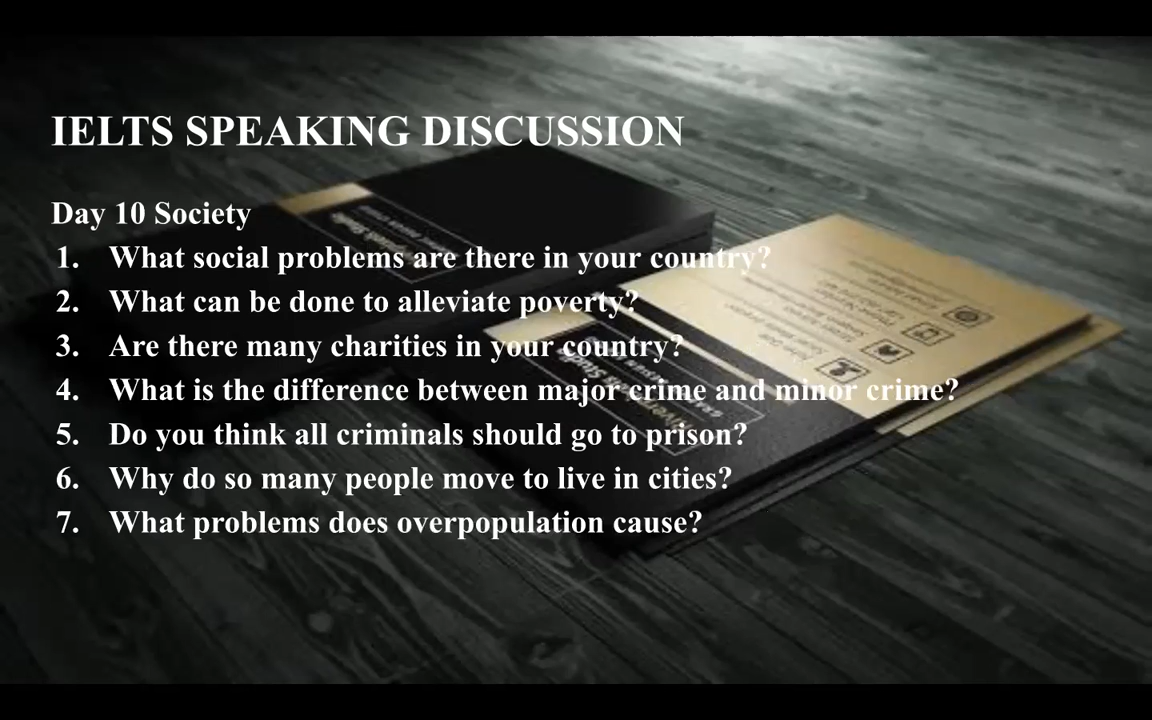 IELTS SPEAKING DISCUSSION
Day 10 Society
1. What social problems are there in your country?
2. What can be done to alleviate poverty?
3. Are there many charities in your country?
4. What is the difference between major crime and minor crime?
5. Do you think all criminals should go to prison?
6. Why do so many people move to live in cities?
7. What problems does overpopulation cause?